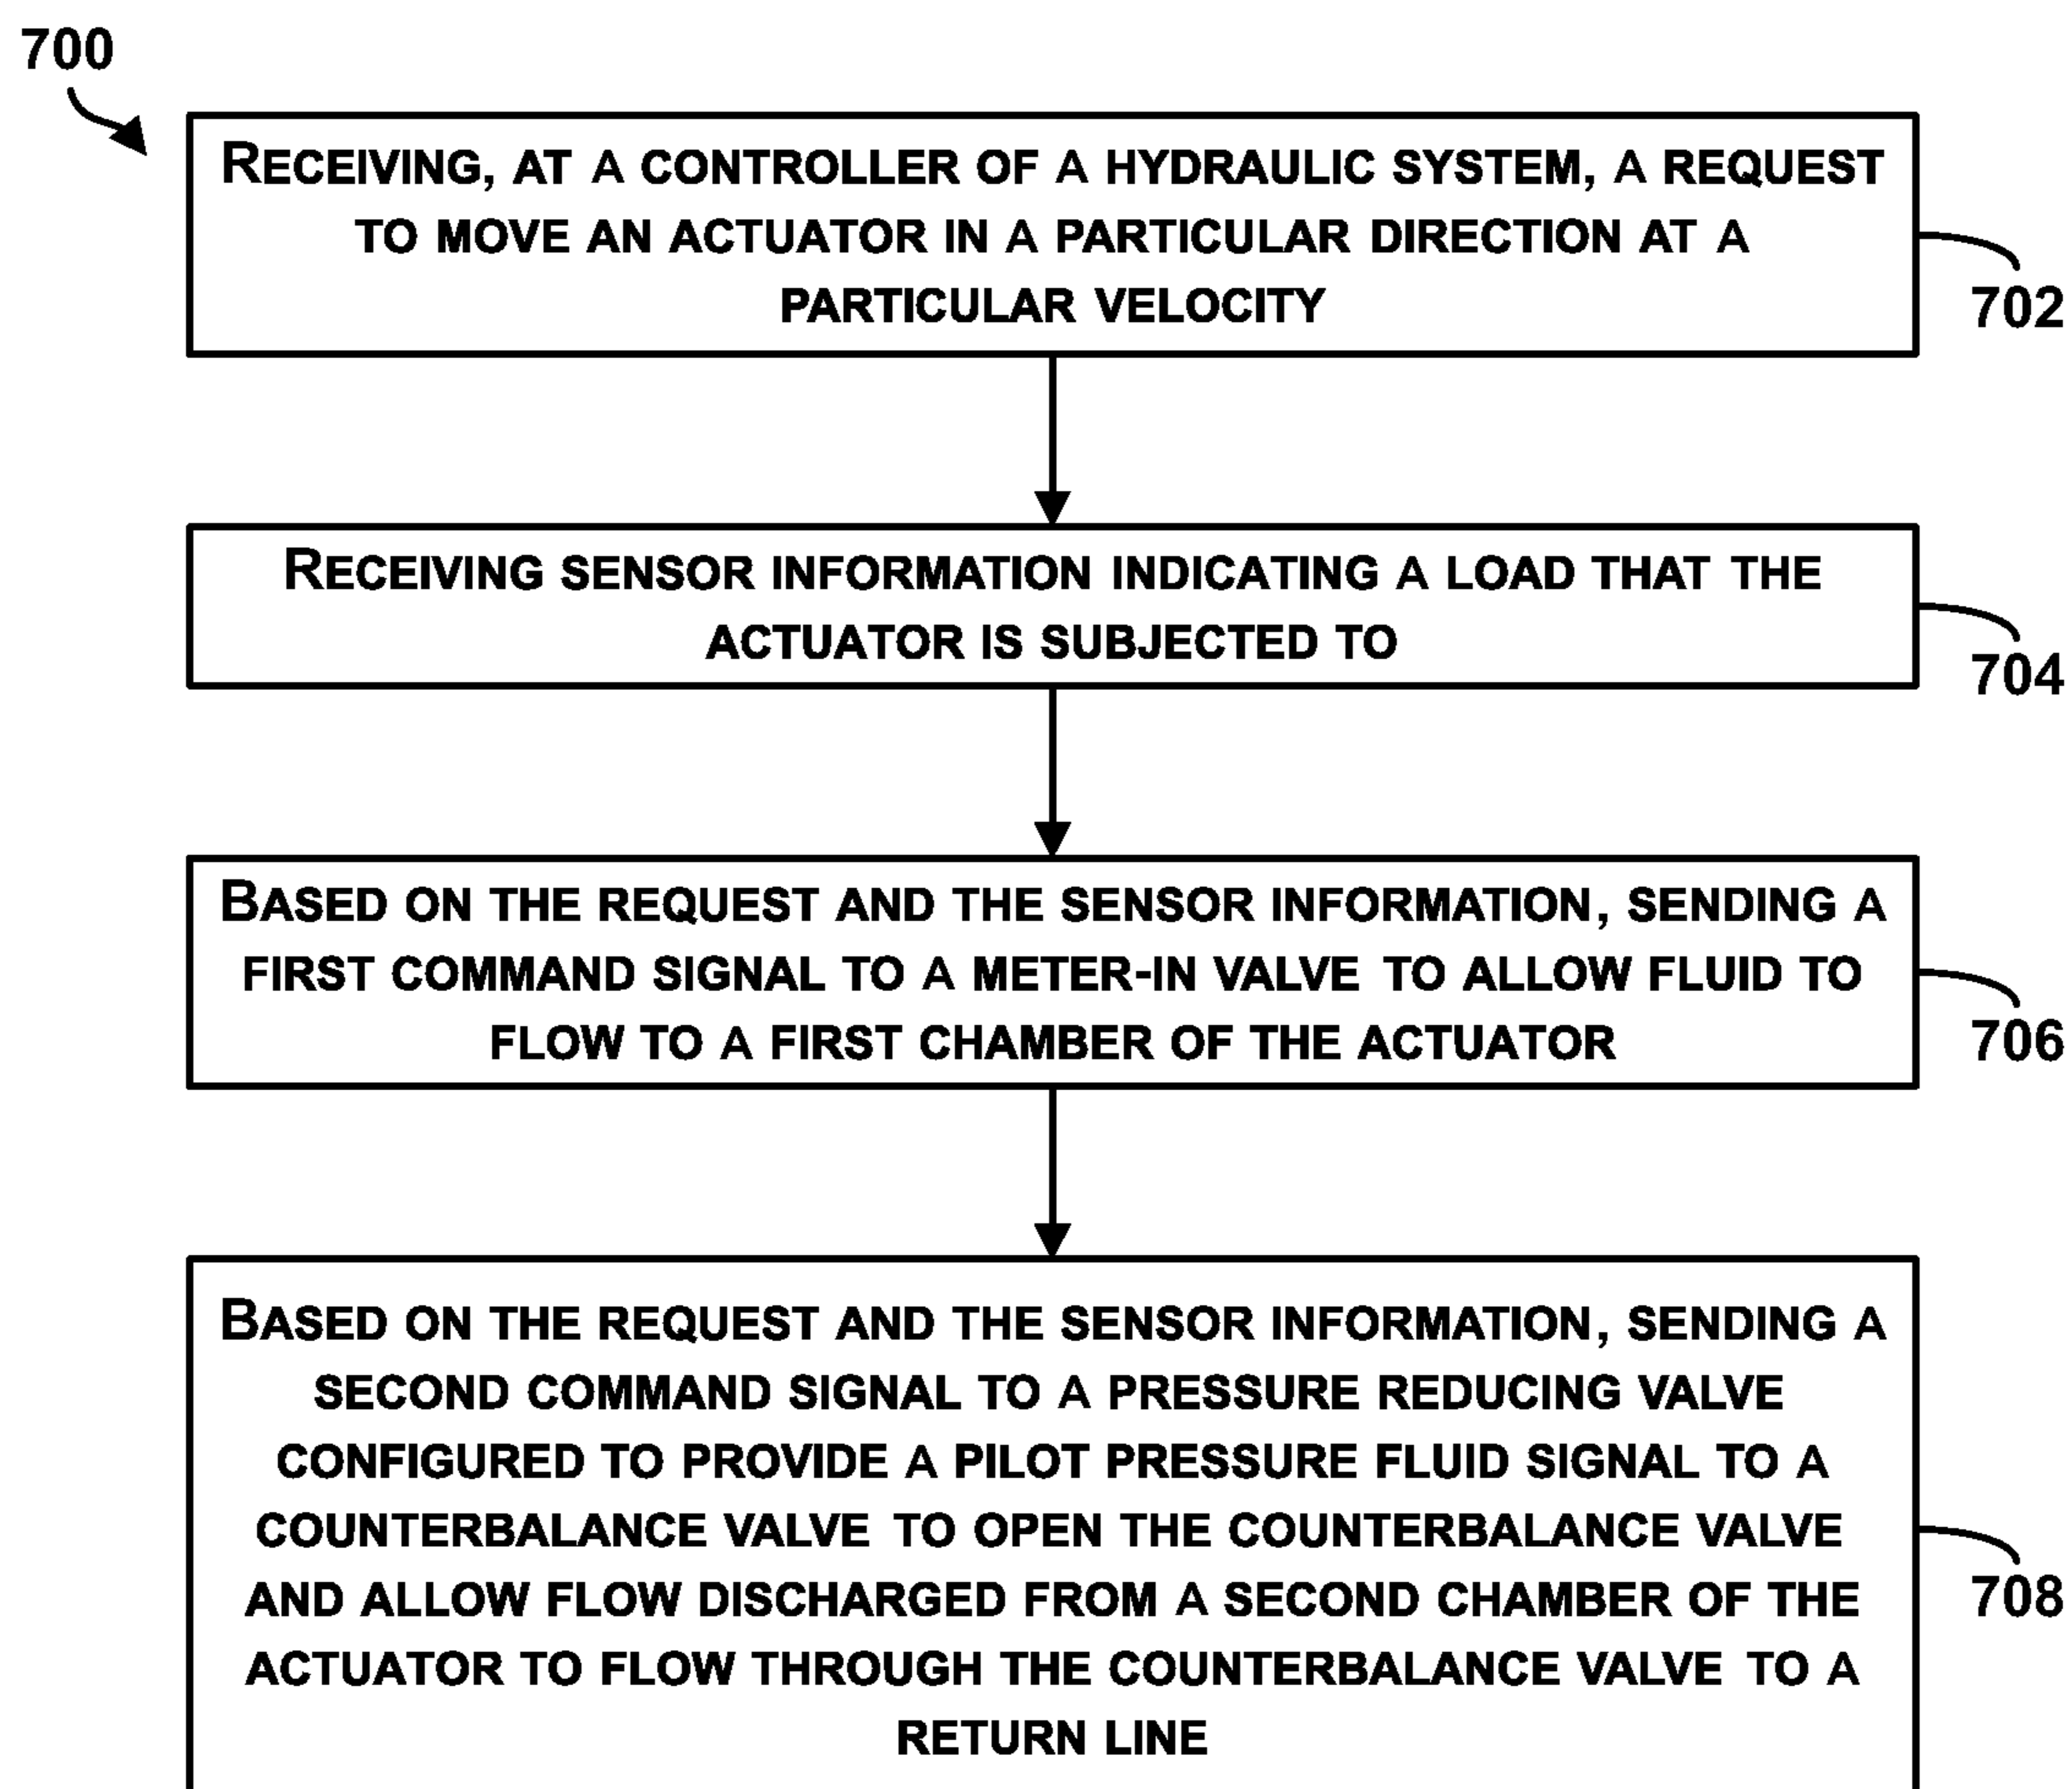 700
RECEIVING, AT A CONTROLLER OF A HYDRAULIC SYSTEM, A REQUEST
TO MOVE AN ACTUATOR IN A PARTICULAR DIRECTION AT A
PARTICULAR VELOCITY
702
RECEIVING SENSOR INFORMATION INDICATING A LOAD THAT THE
ACTUATOR IS SUBJECTED TO
704
BASED ON THE REQUEST AND THE SENSOR INFORMATION, SENDING A
FIRST COMMAND SIGNAL TO A METER-IN VALVE TO ALLOW FLUID TO
FLOW TO A FIRST CHAMBER OF THE ACTUATOR
706
BASED ON THE REQUEST AND THE SENSOR INFORMATION, SENDING A
SECOND COMMAND SIGNAL TO A PRESSURE REDUCING VALVE
CONFIGURED TO PROVIDE A PILOT PRESSURE FLUID SIGNAL TO A
COUNTERBALANCE VALVE TO OPEN THE COUNTERBALANCE VALVE
AND ALLOW FLOW DISCHARGED FROM A SECOND CHAMBER OF THE
ACTUATOR TO FLOW THROUGH THE COUNTERBALANCE VALVE TO A
RETURN LINE
708